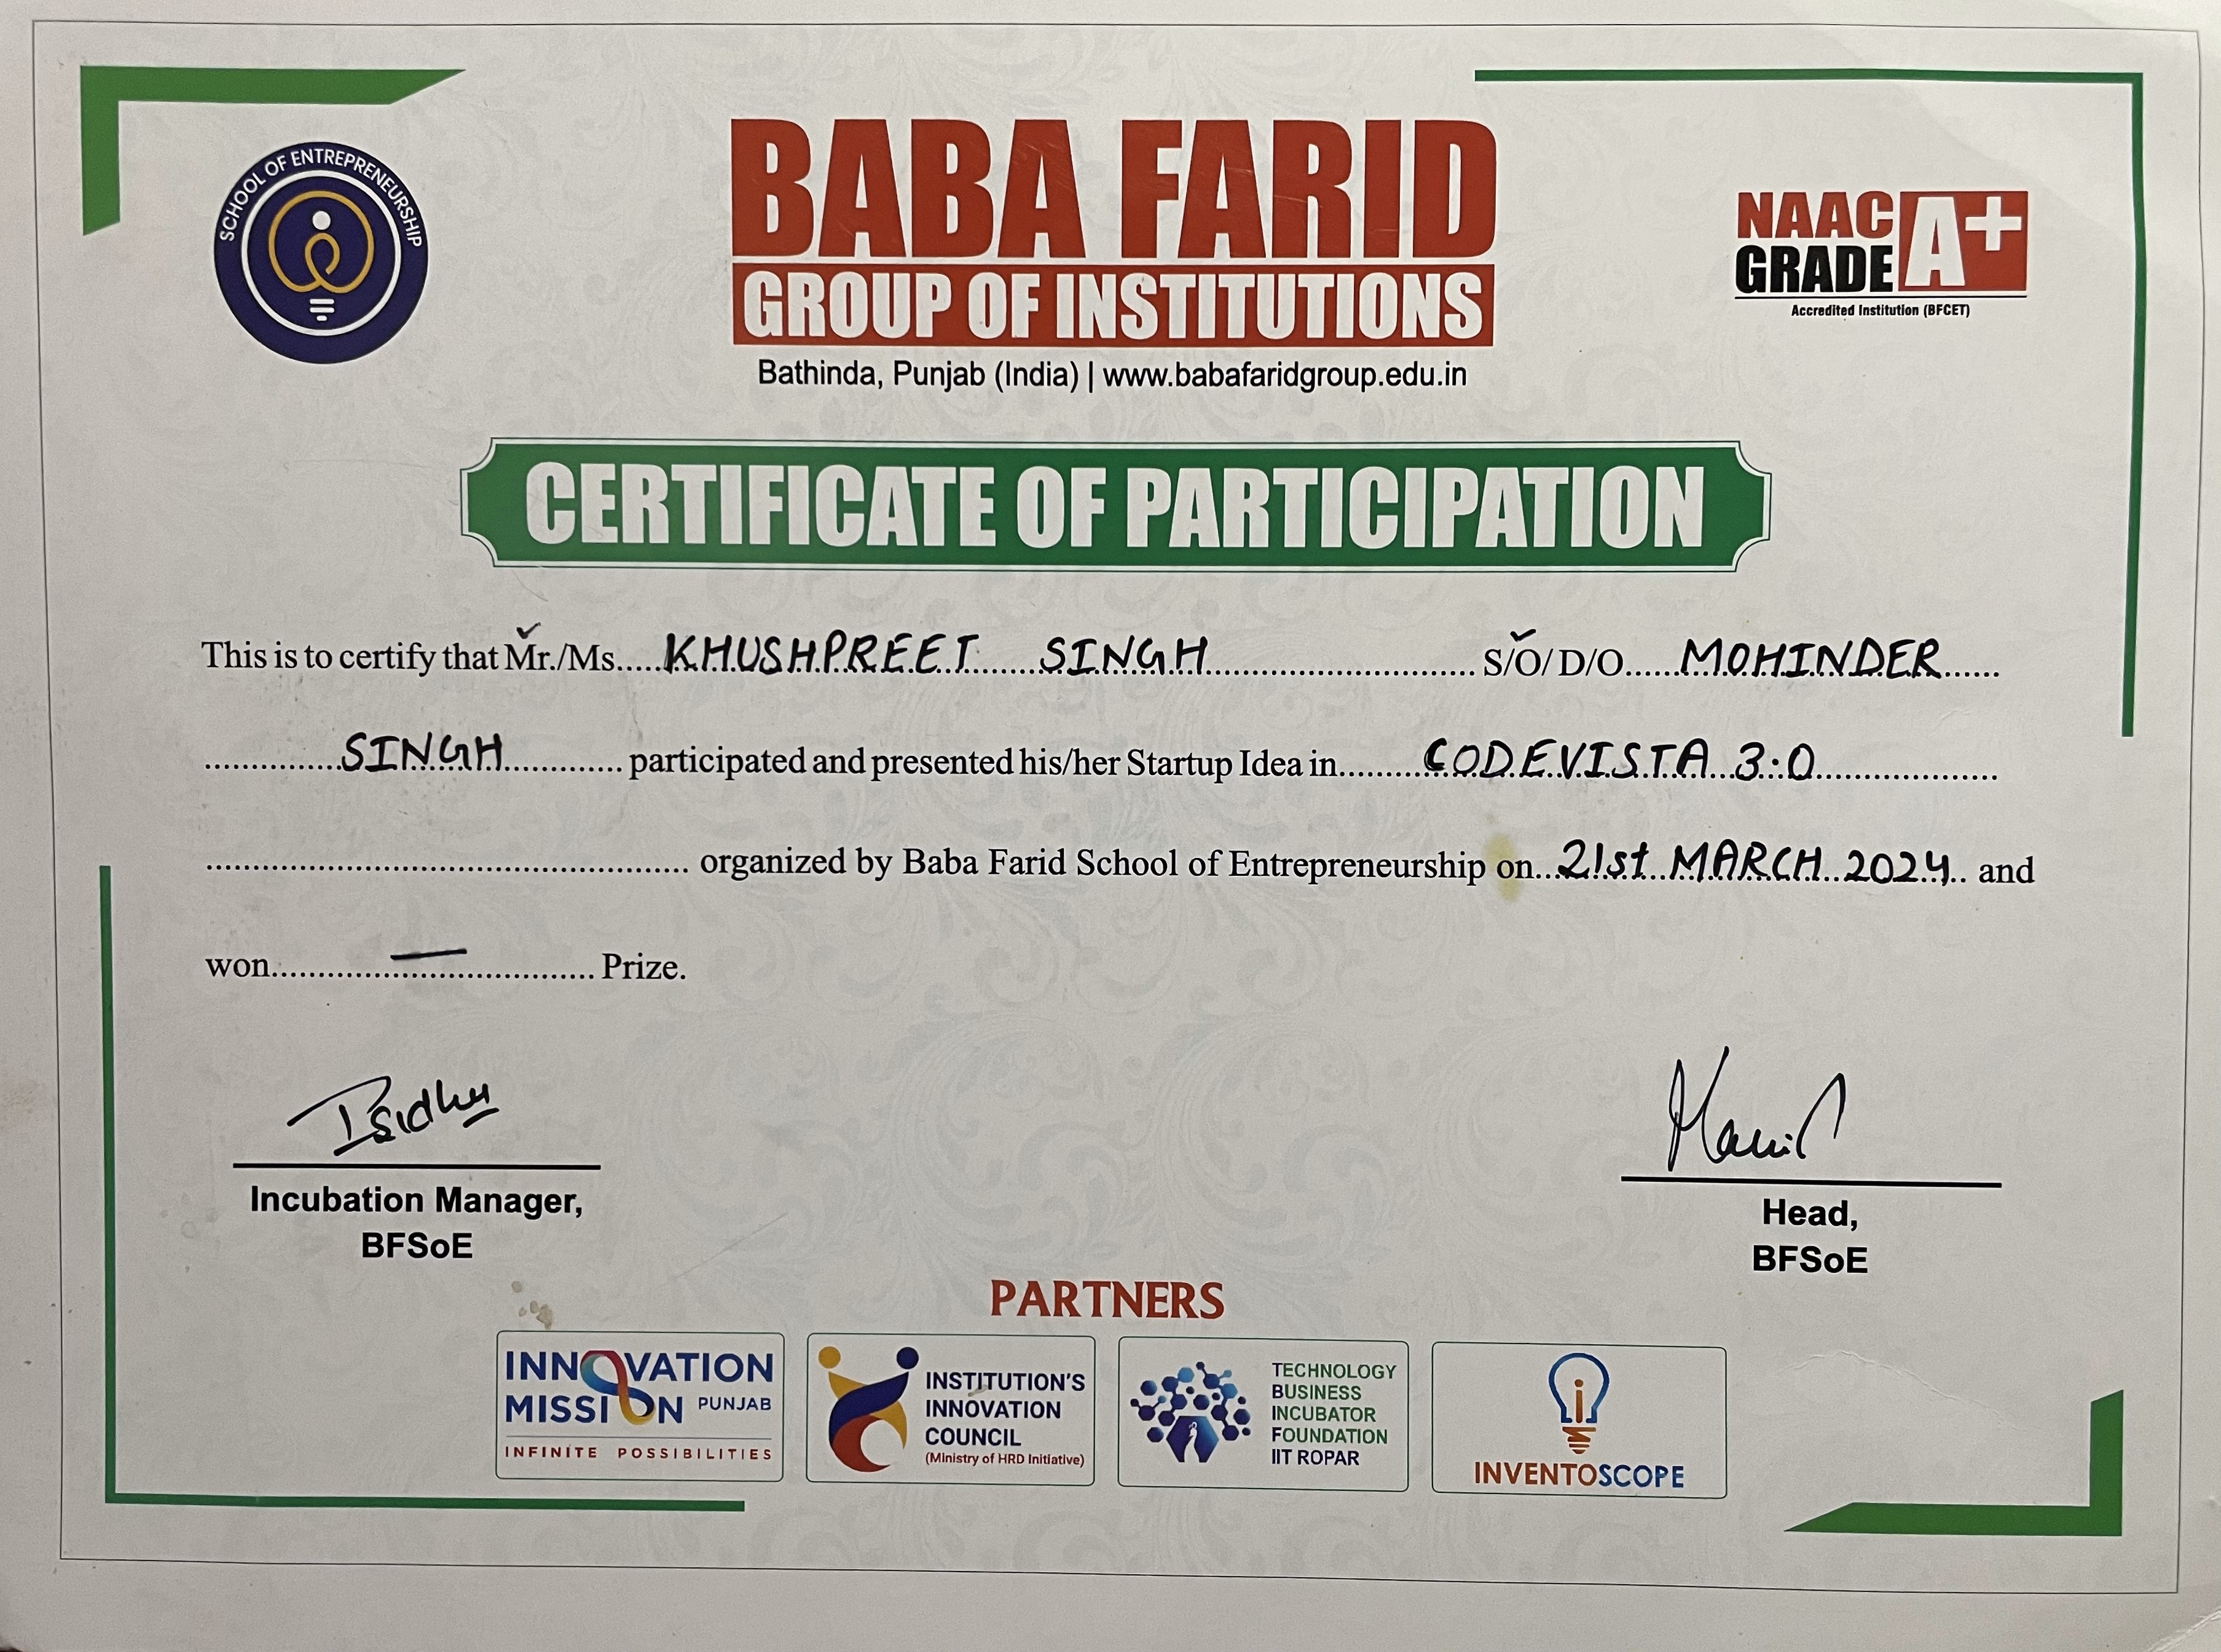 SCHOOL OF ENTREPRENEURSHIP
BABA FARID
GROUP OF INSTITUTIONS
Bathinda, Punjab (India) | www.babafaridgroup.edu.in
NAAC
GRADE A+
Accredited Institution (BFCET)
CERTIFICATE OF PARTICIPATION
This is to certify that Mr./Ms.....KHUSHPREET SINGH.......... S/O/ D/O.....MOHINDER......
..............SINGH............. participated and presented his/her Startup Idea in.........CODEVISTA 3.0....................
.................................................... organized by Baba Farid School of Entrepreneurship on...21st MARCH 2024.. and
won............—.............. Prize.
Isidhu
Incubation Manager,
BFSoE
Head,
BFSoE
PARTNERS
INNOVATION
MISSION PUNJAB
INFINITE POSSIBILITIES
INSTITUTION'S
INNOVATION
COUNCIL
(Ministry of HRD Initiative)
TECHNOLOGY
BUSINESS
INCUBATOR
FOUNDATION
IIT ROPAR
INVENTOSCOPE